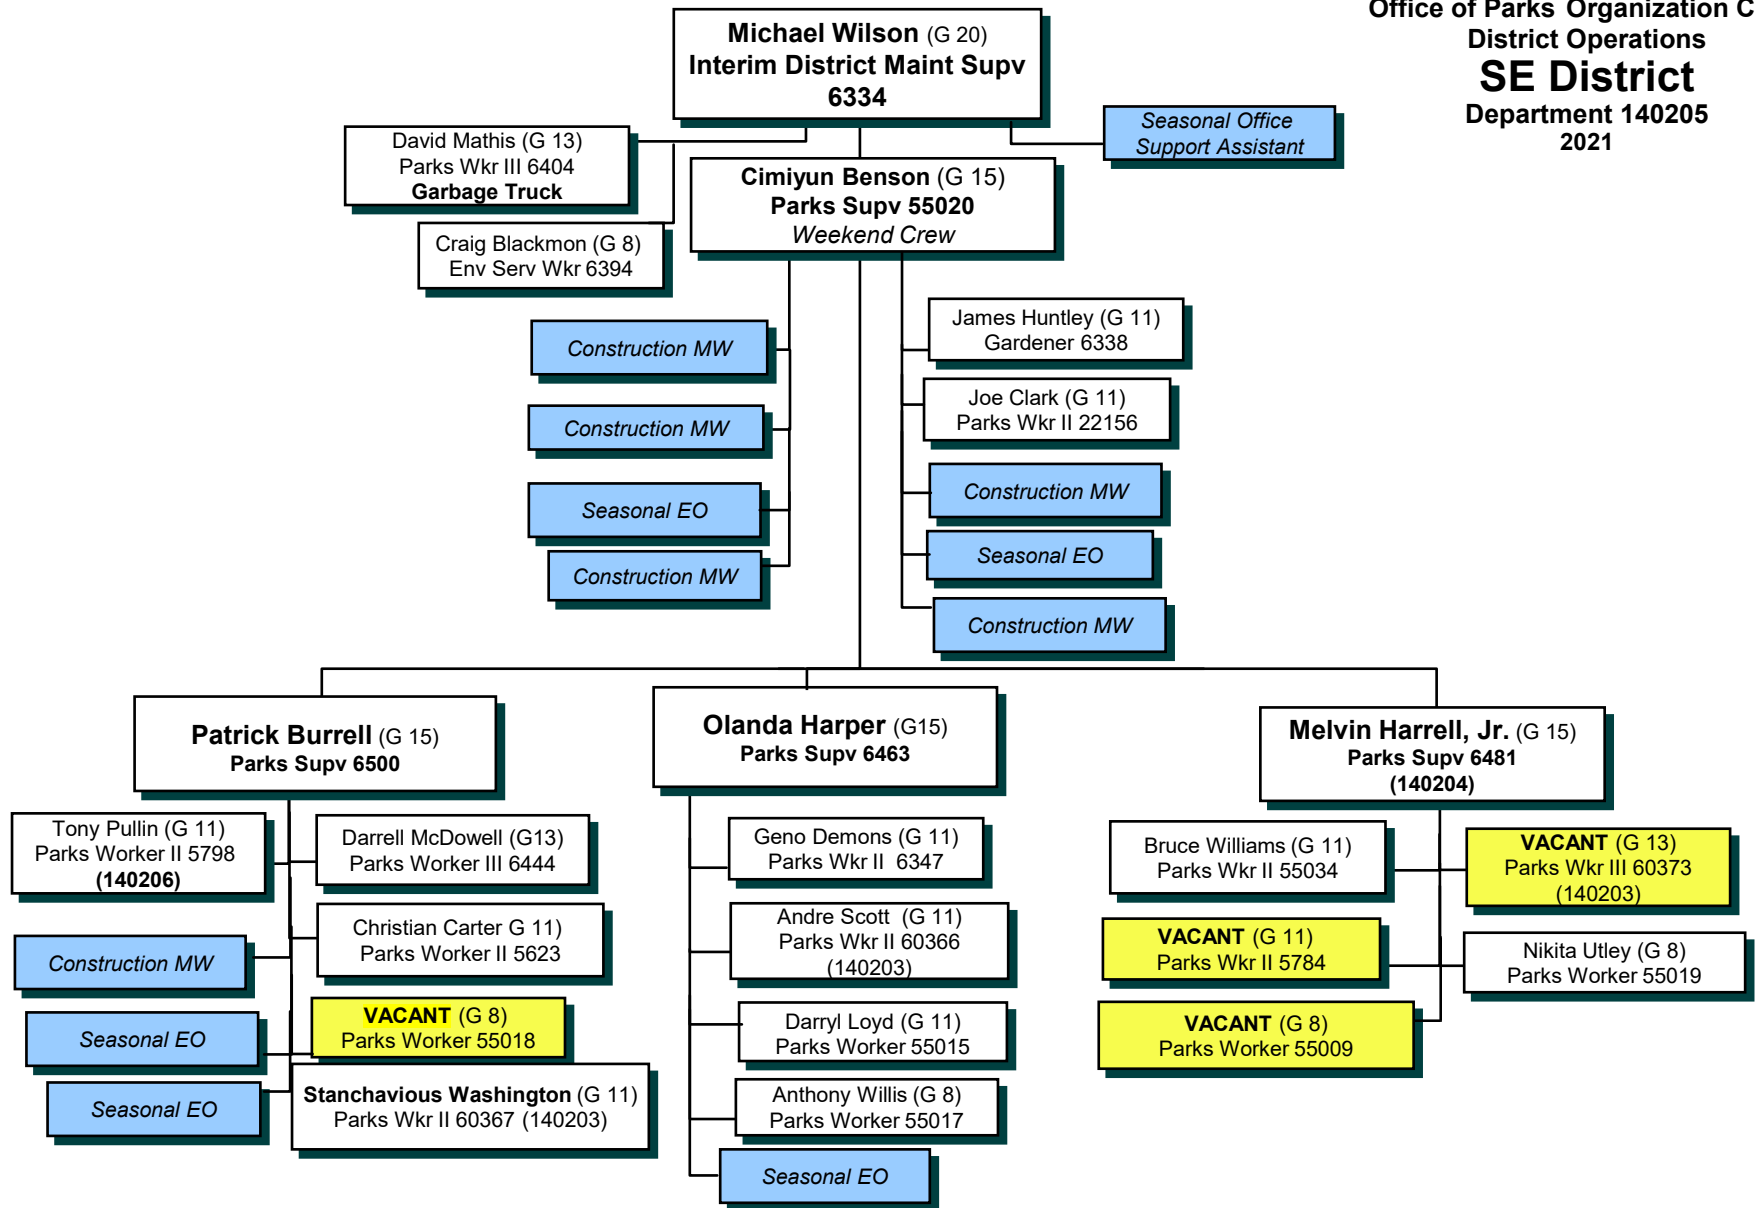 Office of Parks Organization C
District Operations
SE District
Department 140205
2021
Michael Wilson (G 20)
Interim District Maint Supv
6334
Seasonal Office
Support Assistant
David Mathis (G 13)
Parks Wkr III 6404
Garbage Truck
Cimiyun Benson (G 15)
Parks Supv 55020
Weekend Crew
Craig Blackmon (G 8)
Env Serv Wkr 6394
Construction MW
Construction MW
Seasonal EO
Construction MW
James Huntley (G 11)
Gardener 6338
Joe Clark (G 11)
Parks Wkr II 22156
Construction MW
Seasonal EO
Construction MW
Patrick Burrell (G 15)
Parks Supv 6500
Tony Pullin (G 11)
Parks Worker II 5798
(140206)
Darrell McDowell (G13)
Parks Worker III 6444
Christian Carter G 11)
Parks Worker II 5623
Construction MW
VACANT (G 8)
Parks Worker 55018
Seasonal EO
Stanchavious Washington (G 11)
Parks Wkr II 60367 (140203)
Seasonal EO
Olanda Harper (G15)
Parks Supv 6463
Geno Demons (G 11)
Parks Wkr II 6347
Andre Scott (G 11)
Parks Wkr II 60366
(140203)
Darryl Loyd (G 11)
Parks Worker 55015
Anthony Willis (G 8)
Parks Worker 55017
Seasonal EO
Melvin Harrell, Jr. (G 15)
Parks Supv 6481
(140204)
Bruce Williams (G 11)
Parks Wkr II 55034
VACANT (G 13)
Parks Wkr III 60373
(140203)
VACANT (G 11)
Parks Wkr II 5784
Nikita Utley (G 8)
Parks Worker 55019
VACANT (G 8)
Parks Worker 55009